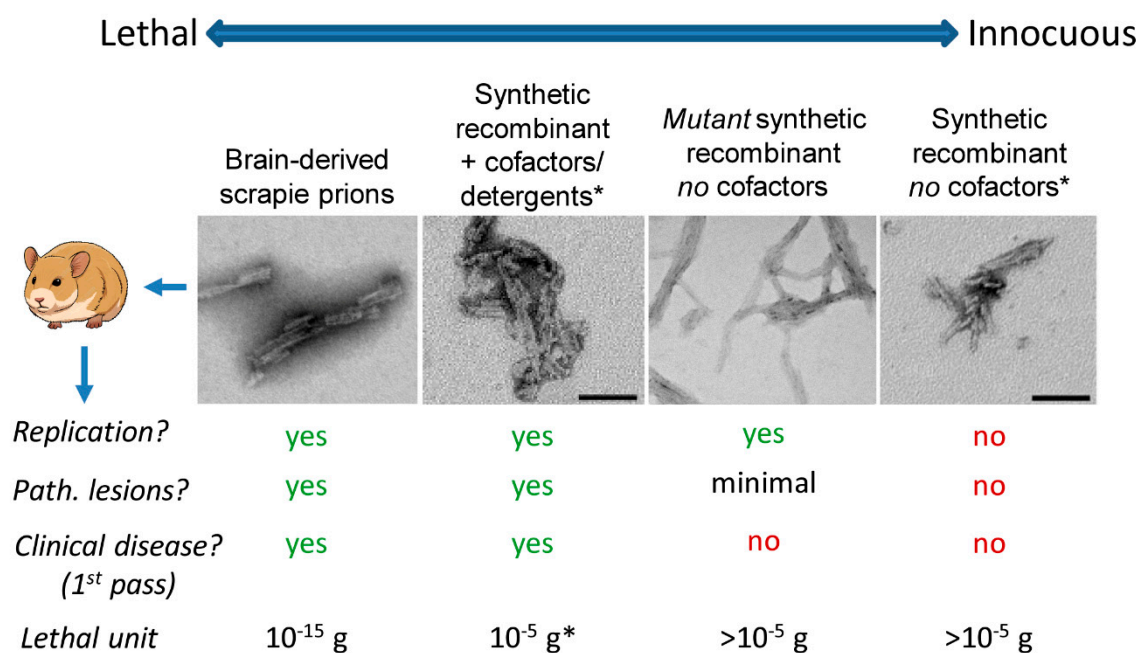 Lethal Innocuous
Brain-derived
scrapie prions
Synthetic
recombinant
+ cofactors/
detergents*
Mutant synthetic
recombinant
no cofactors
Synthetic
recombinant
no cofactors*
Replication? yes yes yes no
Path. lesions? yes yes minimal no
Clinical disease? yes yes no no
(1st pass)
Lethal unit 10⁻¹⁵ g 10⁻⁵ g* >10⁻⁵ g >10⁻⁵ g